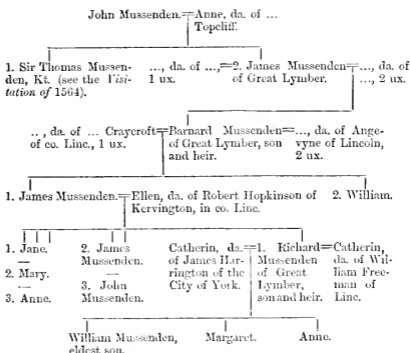 John Mussenden.=Anne, da. of ...
Topcliff.
1. Sir Thomas Mussen- ..., da. of ...,=2. James Mussenden=..., da. of
den, Kt. (see the Visi- 1 ux. of Great Lymber. ..., 2 ux.
tation of 1564).
.., da. of ... Craycroft=Barnard Mussenden=..., da. of Ange-
of co. Linc., 1 ux. of Great Lymber, son vyne of Lincoln,
and heir. 2 ux.
1. James Mussenden.=Ellen, da. of Robert Hopkinson of 2. William.
Kervington, in co. Linc.
1. Jane. 2. James Catherin, da.=1. Richard=Catherin,
— Mussenden. of James Har- Mussenden da. of Wil-
2. Mary. — rington of the of Great liam Free-
— 3. John City of York. Lymber, man of
3. Anne. Mussenden. son and heir. Linc.
William Mussenden, Margaret. Anne.
eldest son.